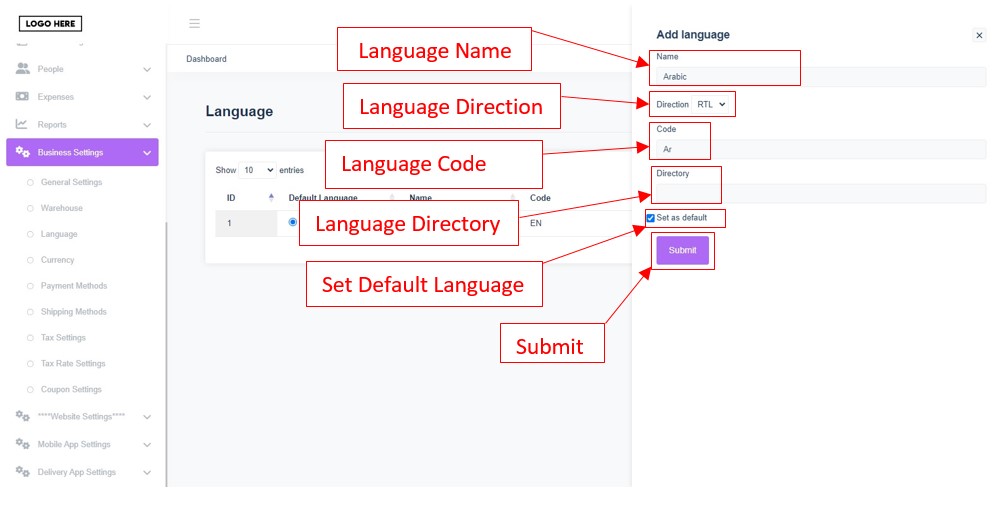 LOGO HERE
People
Expenses
Reports
Business Settings
General Settings
Warehouse
Language
Currency
Payment Methods
Shipping Methods
Tax Settings
Tax Rate Settings
Coupon Settings
****Website Settings****
Mobile App Settings
Delivery App Settings
Dashboard
Language
Show 10 entries
ID Default Language Name Code
1 EN
Language Name
Language Direction
Language Code
Language Directory
Set Default Language
Submit
Add language ×
Name
Arabic
Direction RTL
Code
Ar
Directory
Set as default
Submit